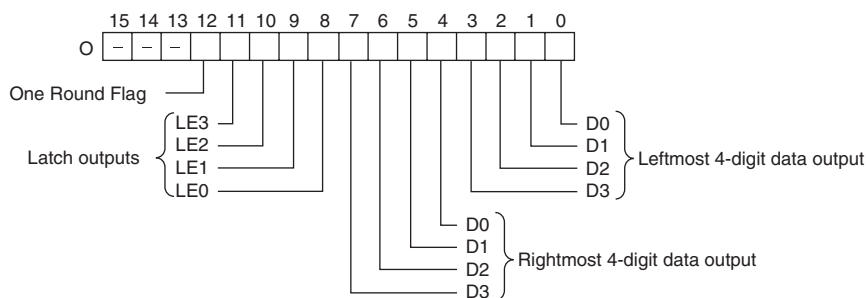 15 14 13 12 11 10 9 8 7 6 5 4 3 2 1 0
O – – –
One Round Flag
Latch outputs
LE3
LE2
LE1
LE0
D0
D1
D2
D3
Leftmost 4-digit data output
D0
D1
D2
D3
Rightmost 4-digit data output